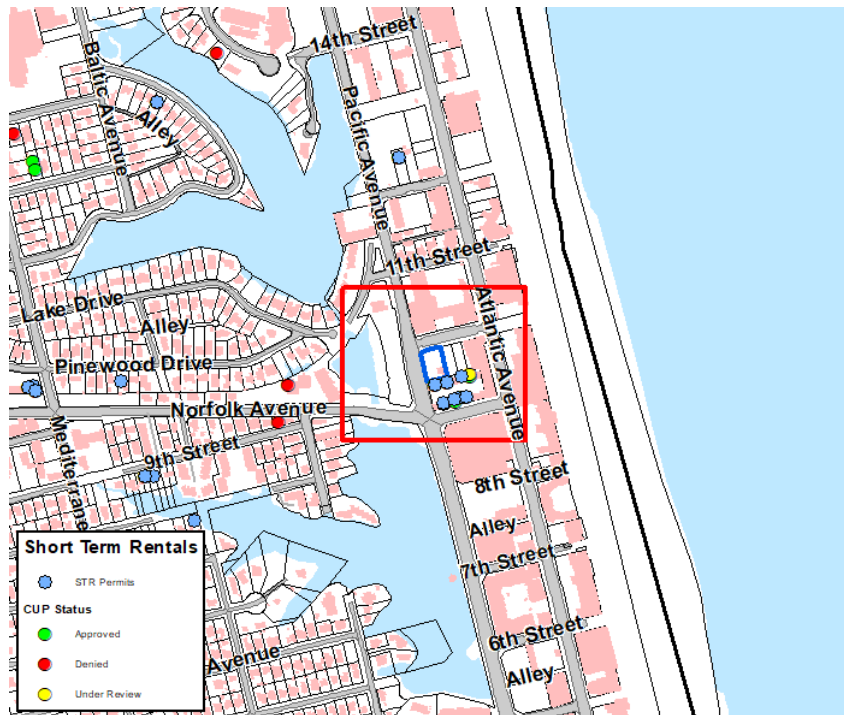 14th Street
Baltic Avenue
Alley
Pacific Avenue
11th Street
Lake Drive
Alley
Atlantic Avenue
Pinewood Drive
Norfolk Avenue
Mediterrane
9th Street
8th Street
Alley
7th Street
6th Street
Avenue
Alley
Short Term Rentals
STR Permits
CUP Status
Approved
Denied
Under Review